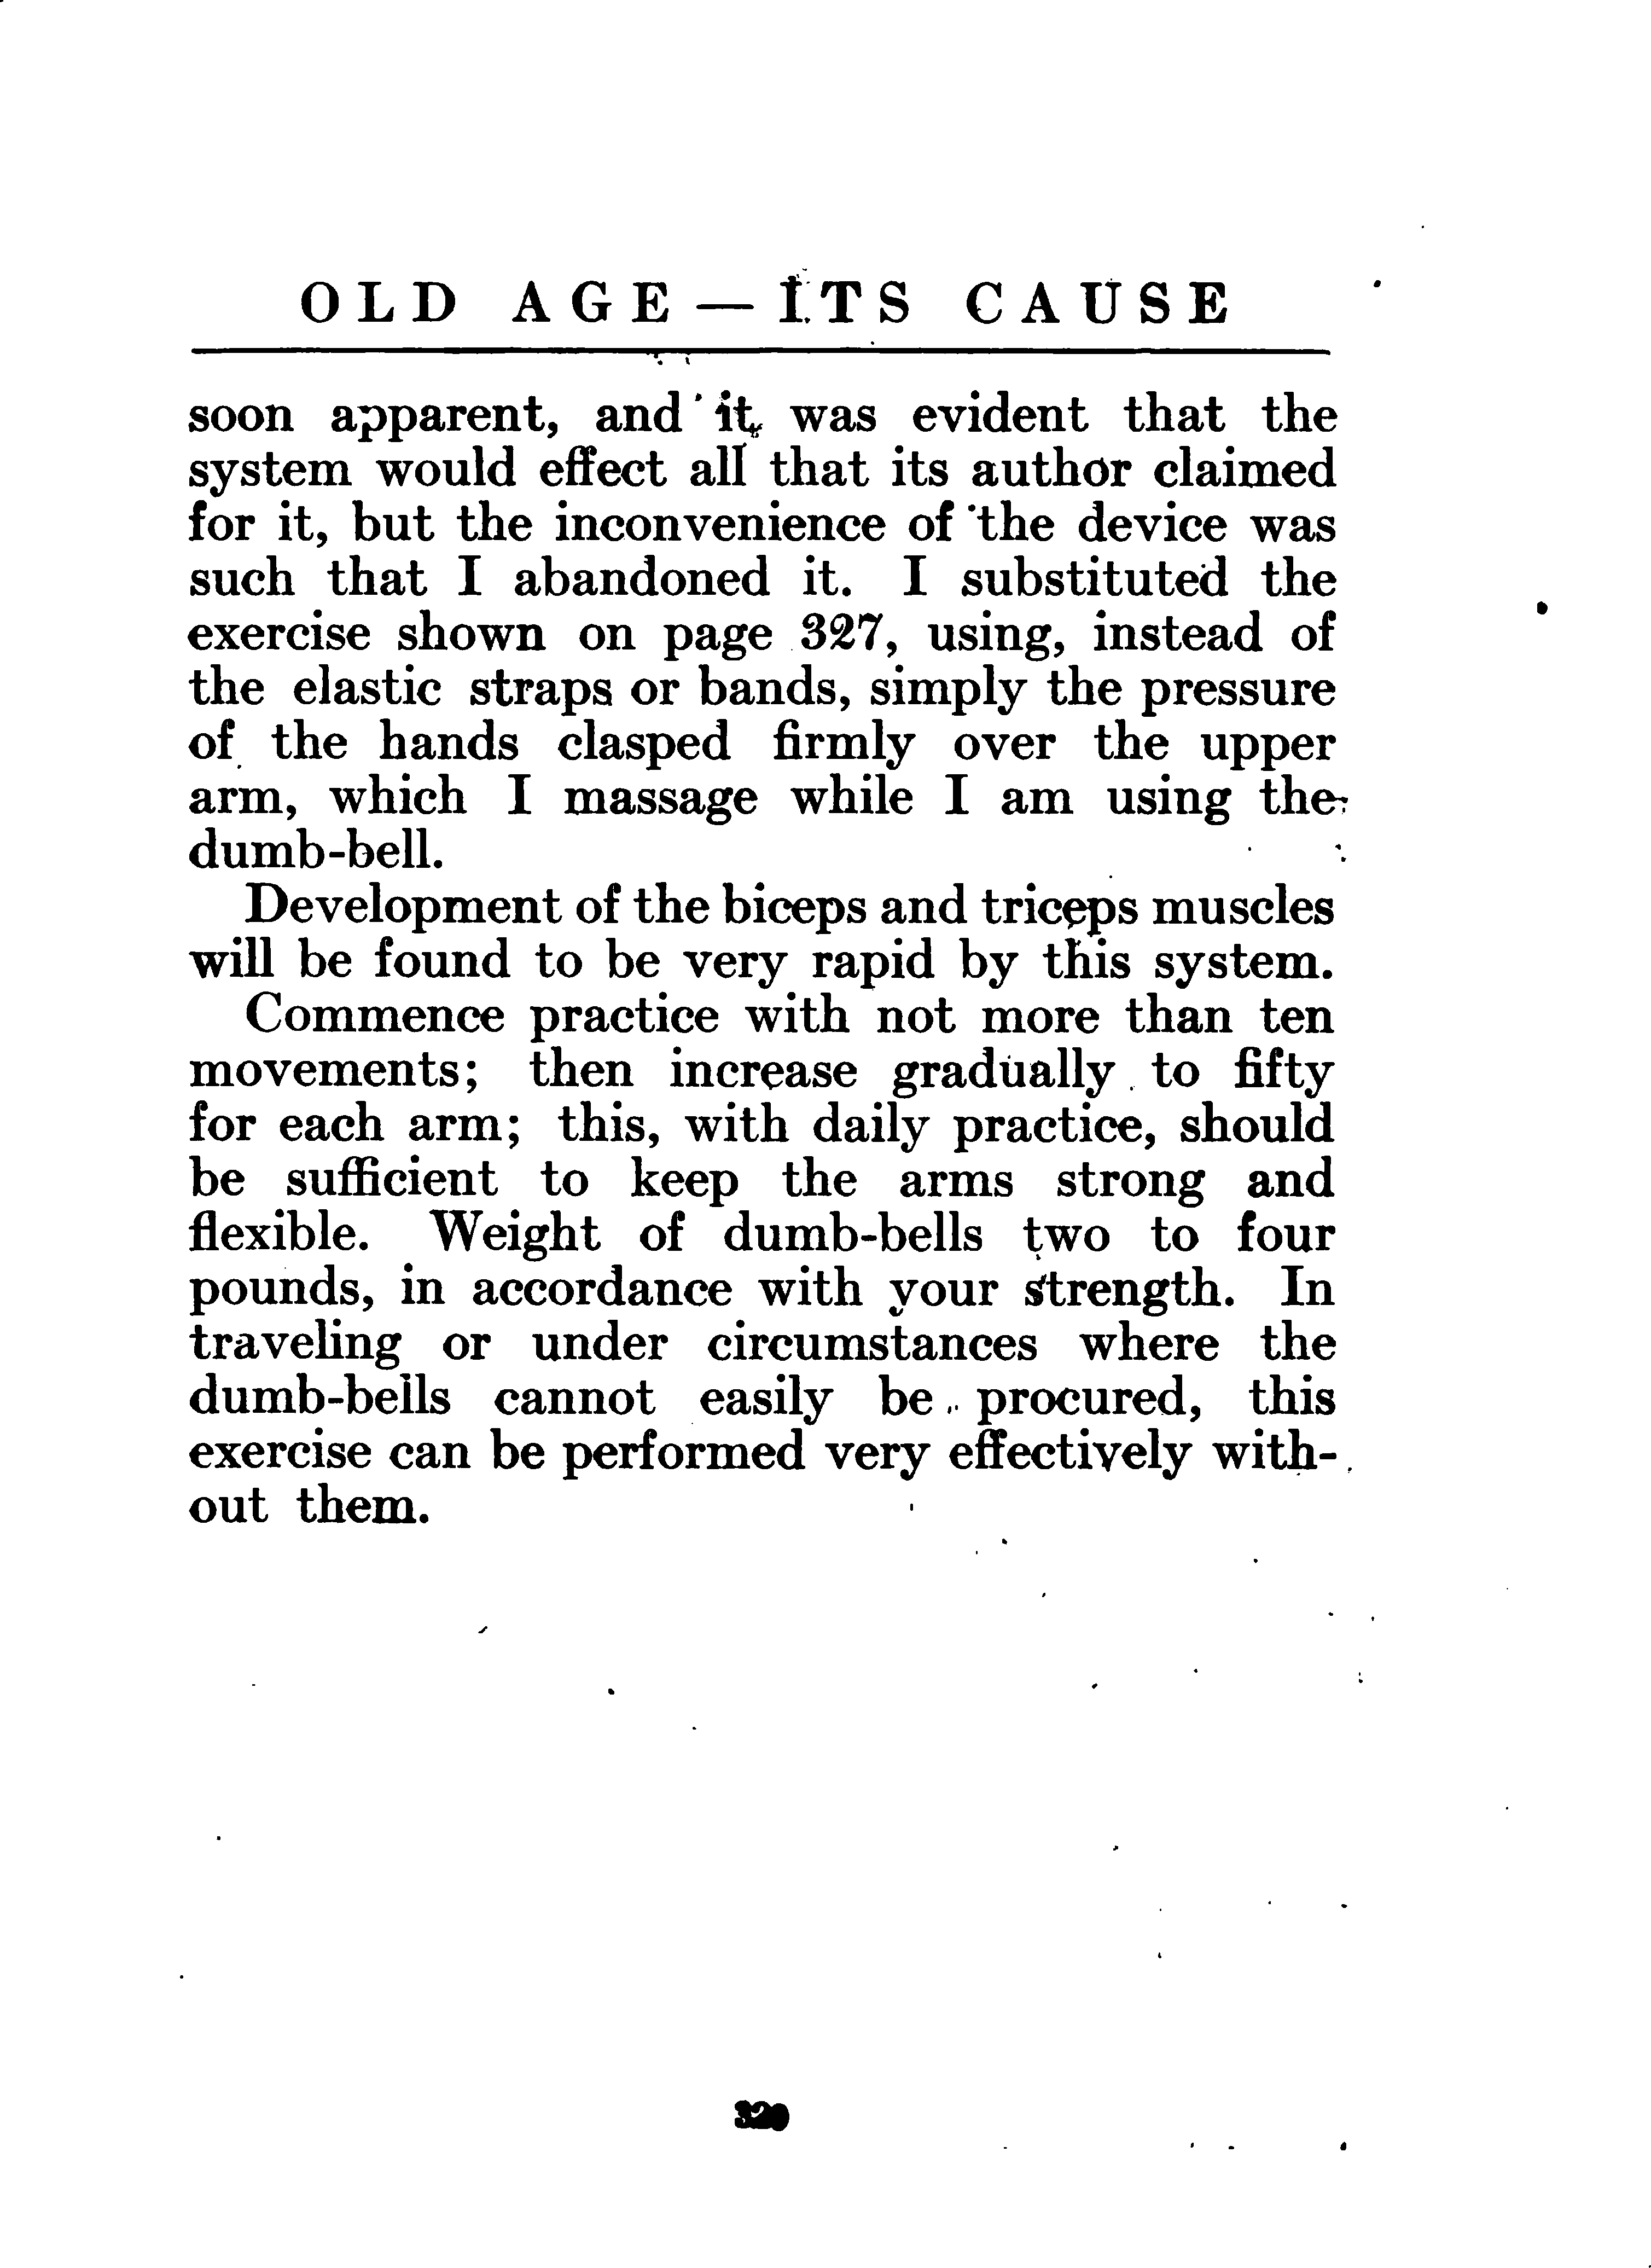 OLD AGE — ITS CAUSE
soon apparent, and it was evident that the
system would effect all that its author claimed
for it, but the inconvenience of the device was
such that I abandoned it. I substituted the
exercise shown on page 327, using, instead of
the elastic straps or bands, simply the pressure
of the hands clasped firmly over the upper
arm, which I massage while I am using the
dumb-bell.
Development of the biceps and triceps muscles
will be found to be very rapid by this system.
Commence practice with not more than ten
movements; then increase gradually to fifty
for each arm; this, with daily practice, should
be sufficient to keep the arms strong and
flexible. Weight of dumb-bells two to four
pounds, in accordance with your strength. In
traveling or under circumstances where the
dumb-bells cannot easily be procured, this
exercise can be performed very effectively with-
out them.